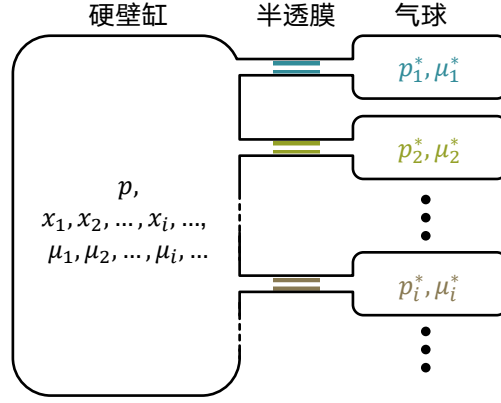 硬壁缸 半透膜 气球
p,
x₁, x₂, ... , xᵢ, ...,
μ₁, μ₂, ... , μᵢ, ...
p₁*, μ₁*
p₂*, μ₂*
pᵢ*, μᵢ*